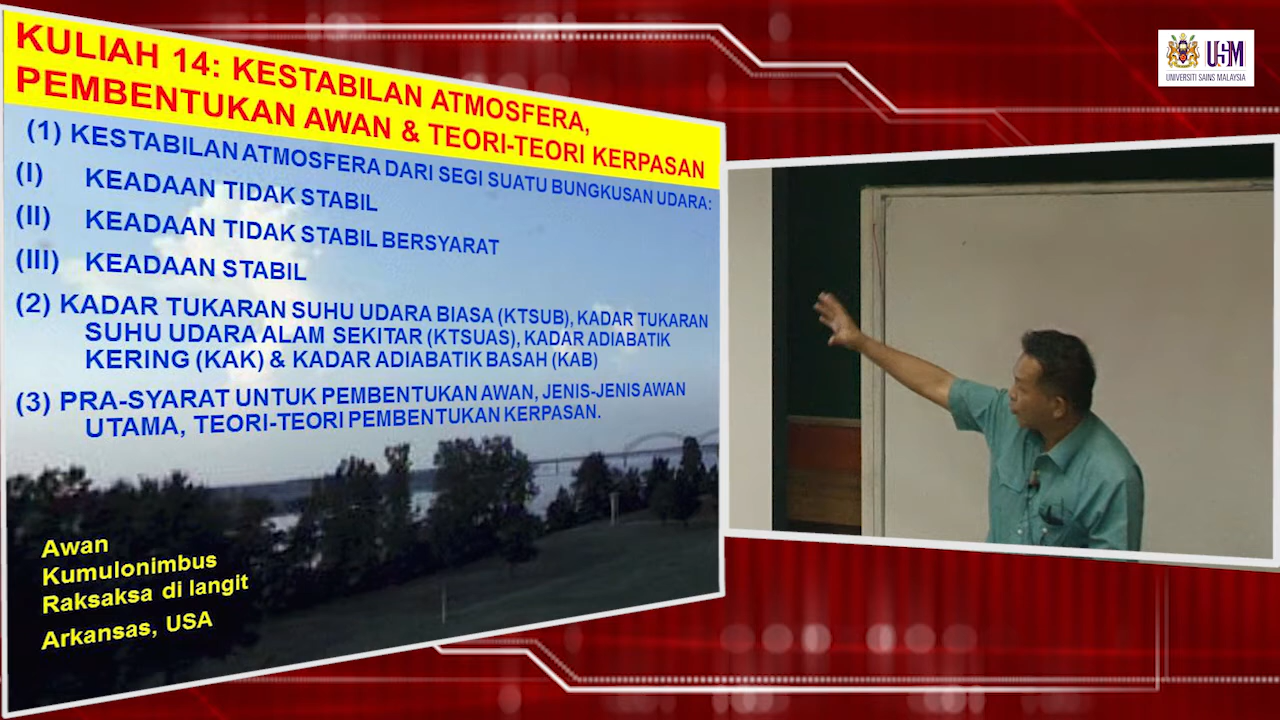 KULIAH 14: KESTABILAN ATMOSFERA,
PEMBENTUKAN AWAN & TEORI-TEORI KERPASAN
(1) KESTABILAN ATMOSFERA DARI SEGI SUATU BUNGKUSAN UDARA:
(I) KEADAAN TIDAK STABIL
(II) KEADAAN TIDAK STABIL BERSYARAT
(III) KEADAAN STABIL
(2) KADAR TUKARAN SUHU UDARA BIASA (KTSUB), KADAR TUKARAN
SUHU UDARA ALAM SEKITAR (KTSUAS), KADAR ADIABATIK
KERING (KAK) & KADAR ADIABATIK BASAH (KAB)
(3) PRA-SYARAT UNTUK PEMBENTUKAN AWAN, JENIS-JENIS AWAN
UTAMA, TEORI-TEORI PEMBENTUKAN KERPASAN.
Awan
Kumulonimbus
Raksaksa di langit
Arkansas, USA
USM
UNIVERSITI SAINS MALAYSIA